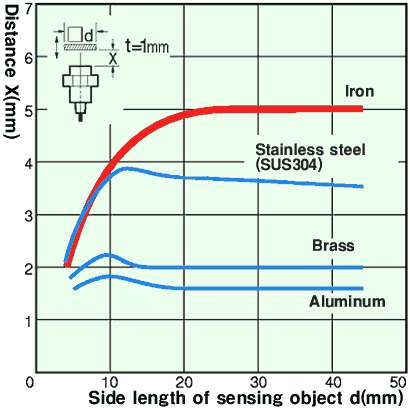 Distance X(mm)
7
6
5
4
3
2
1
0
d
t=1mm
X
Iron
Stainless steel
(SUS304)
Brass
Aluminum
10
20
30
40
50
Side length of sensing object d(mm)